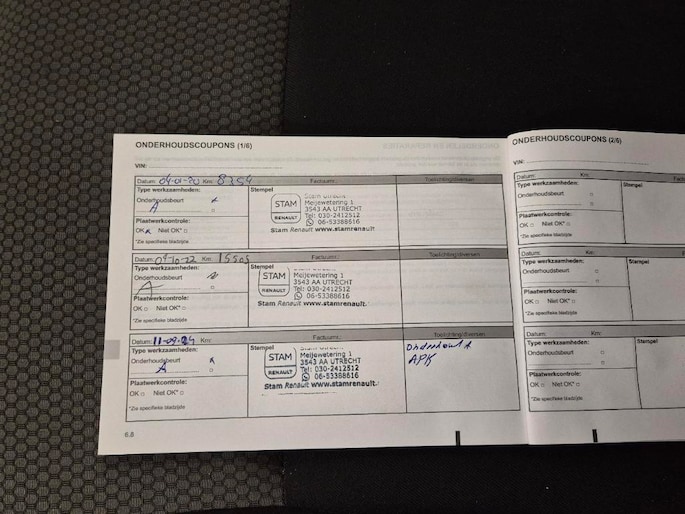 ONDERHOUDSCOUPONS (1/6)
VIN:
Datum: 04-01-20 Km: 8254 Factuurnr.: Toelichting/diversen
Type werkzaamheden: Stempel
Onderhoudsbeurt
A
Plaatwerkcontrole:
OK Niet OK*
*Zie specifieke bladzijde
STAM
RENAULT
Stam Utrecht
Meijewetering 1
3543 AA UTRECHT
Tel: 030-2412512
06-53388616
Stam Renault www.stamrenault.
Datum: 07-10-22 Km: 15505 Factuurnr.: Toelichting/diversen
Type werkzaamheden: Stempel
Onderhoudsbeurt
A
Plaatwerkcontrole:
OK Niet OK*
*Zie specifieke bladzijde
STAM
RENAULT
Meijewetering 1
3543 AA UTRECHT
Tel: 030-2412512
06-53388616
Stam Renault www.stamrenault.
Datum: 11-09-24 Km: Factuurnr.: Toelichting/diversen
Type werkzaamheden: Stempel
Onderhoudsbeurt
A
Plaatwerkcontrole:
OK Niet OK*
*Zie specifieke bladzijde
STAM
RENAULT
Meijewetering 1
3543 AA UTRECHT
Tel: 030-2412512
06-53388616
Stam Renault www.stamrenault.
APK
6.8
ONDERHOUDSCOUPONS (2/6)
VIN:
Datum: Km:
Type werkzaamheden: Stempel
Onderhoudsbeurt
Plaatwerkcontrole:
OK Niet OK*
*Zie specifieke bladzijde
Datum: Km:
Type werkzaamheden: Stempel
Onderhoudsbeurt
Plaatwerkcontrole:
OK Niet OK*
*Zie specifieke bladzijde
Datum: Km:
Type werkzaamheden: Stempel
Onderhoudsbeurt
Plaatwerkcontrole:
OK Niet OK*
*Zie specifieke bladzijde